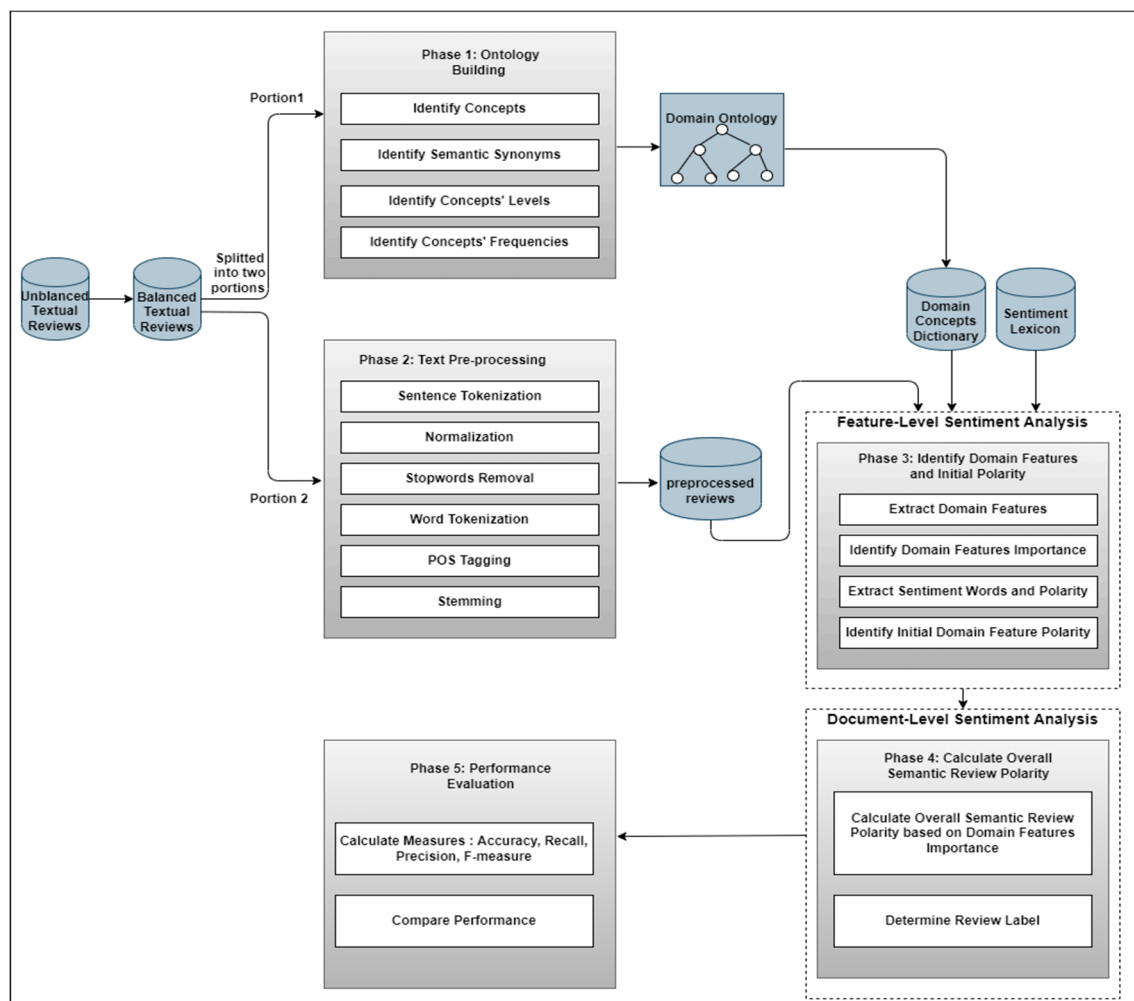 Phase 1: Ontology
Building
Portion1
Identify Concepts
Identify Semantic Synonyms
Identify Concepts' Levels
Identify Concepts' Frequencies
Domain Ontology
Splitted
into two
portions
Unblanced
Textual
Reviews
Balanced
Textual
Reviews
Domain
Concepts
Dictionary
Sentiment
Lexicon
Phase 2: Text Pre-processing
Sentence Tokenization
Normalization
Stopwords Removal
Word Tokenization
POS Tagging
Stemming
Portion 2
preprocessed
reviews
Feature-Level Sentiment Analysis
Phase 3: Identify Domain Features
and Initial Polarity
Extract Domain Features
Identify Domain Features Importance
Extract Sentiment Words and Polarity
Identify Initial Domain Feature Polarity
Document-Level Sentiment Analysis
Phase 4: Calculate Overall
Semantic Review Polarity
Calculate Overall Semantic Review
Polarity based on Domain Features
Importance
Determine Review Label
Phase 5: Performance
Evaluation
Calculate Measures : Accuracy, Recall,
Precision, F-measure
Compare Performance